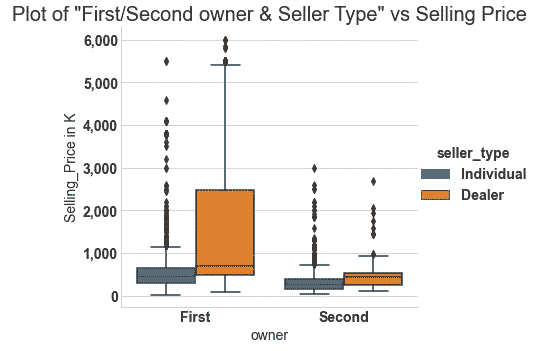 Plot of "First/Second owner & Seller Type" vs Selling Price
6,000
5,000
4,000
3,000
2,000
1,000
0
Selling_Price in K
First
Second
owner
seller_type
Individual
Dealer